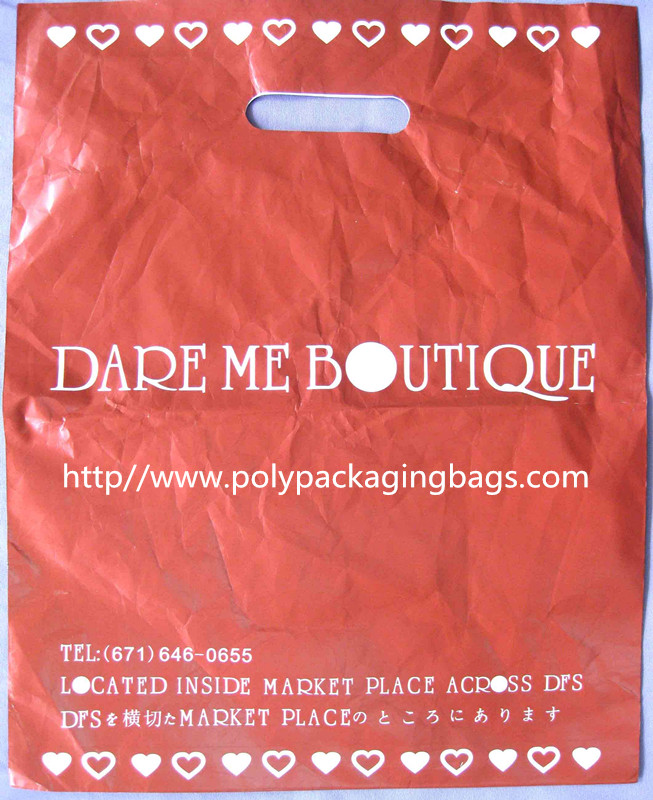 DARE ME BOUTIQUE
http//www.polypackagingbags.com
TEL:(671)646-0655
LOCATED INSIDE MARKET PLACE ACROSS DFS
DFSを横切たMARKET PLACEのところにあります